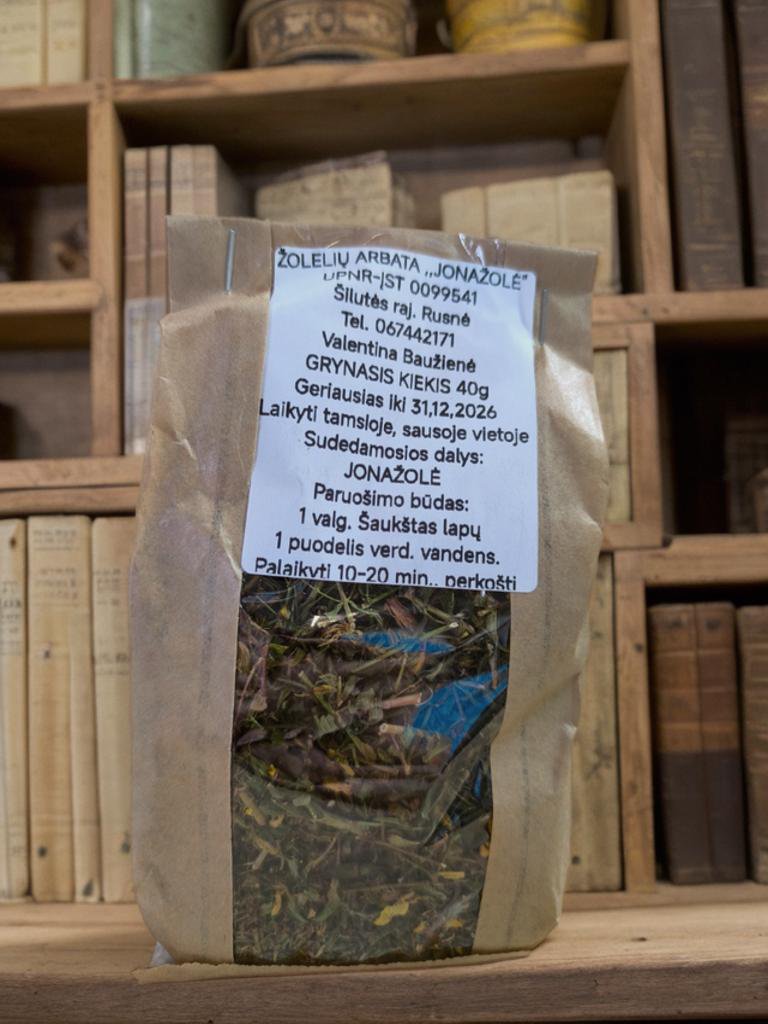 ŽOLELIŲ ARBATA ,,JONAŽOLĖ"
UPNR-JST 0099541
Šilutės raj. Rusnė
Tel. 067442171
Valentina Baužienė
GRYNASIS KIEKIS 40g
Geriausias iki 31,12,2026
Laikyti tamsloje, sausoje vietoje
Sudedamosios dalys:
JONAŽOLĖ
Paruošimo būdas:
1 valg. Šaukštas lapų
1 puodelis verd. vandens.
Palaikyti 10-20 min., perkošti